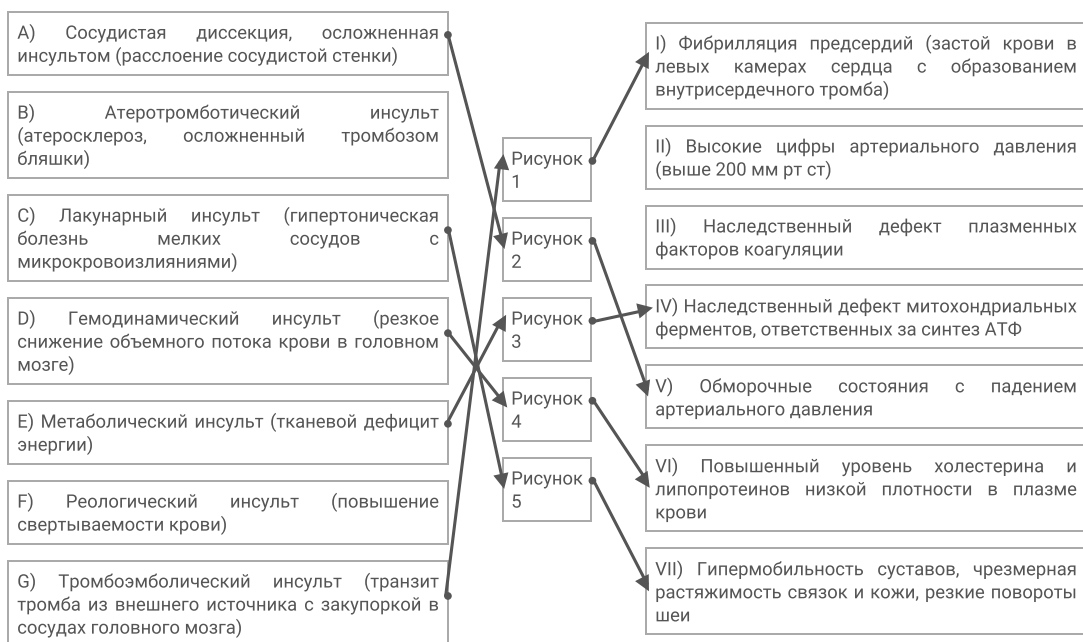 A) Сосудистая диссекция, осложненная
инсультом (расслоение сосудистой стенки)
B) Атеротромботический инсульт
(атеросклероз, осложненный тромбозом
бляшки)
C) Лакунарный инсульт (гипертоническая
болезнь мелких сосудов с
микрокровоизлияниями)
D) Гемодинамический инсульт (резкое
снижение объемного потока крови в головном
мозге)
E) Метаболический инсульт (тканевой дефицит
энергии)
F) Реологический инсульт (повышение
свертываемости крови)
G) Тромбоэмболический инсульт (транзит
тромба из внешнего источника с закупоркой в
сосудах головного мозга)
Рисунок
1
Рисунок
2
Рисунок
3
Рисунок
4
Рисунок
5
I) Фибрилляция предсердий (застой крови в
левых камерах сердца с образованием
внутрисердечного тромба)
II) Высокие цифры артериального давления
(выше 200 мм рт ст)
III) Наследственный дефект плазменных
факторов коагуляции
IV) Наследственный дефект митохондриальных
ферментов, ответственных за синтез АТФ
V) Обморочные состояния с падением
артериального давления
VI) Повышенный уровень холестерина и
липопротеинов низкой плотности в плазме
крови
VII) Гипермобильность суставов, чрезмерная
растяжимость связок и кожи, резкие повороты
шеи